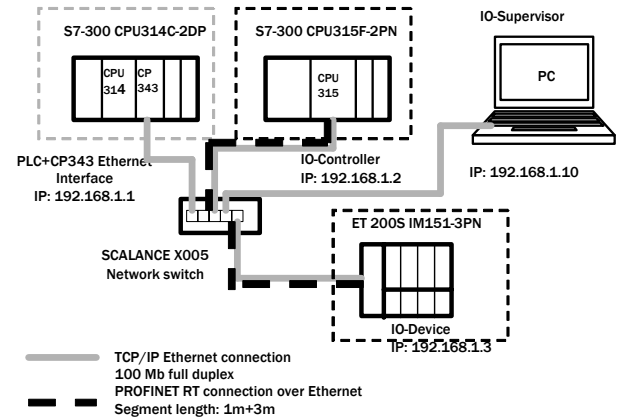 S7-300 CPU314C-2DP
S7-300 CPU315F-2PN
IO-Supervisor
CPU
314
CP
343
CPU
315
PC
PLC+CP343 Ethernet
Interface
IP: 192.168.1.1
IO-Controller
IP: 192.168.1.2
IP: 192.168.1.10
SCALANCE X005
Network switch
ET 200S IM151-3PN
IO-Device
IP: 192.168.1.3
TCP/IP Ethernet connection
100 Mb full duplex
PROFINET RT connection over Ethernet
Segment length: 1m+3m